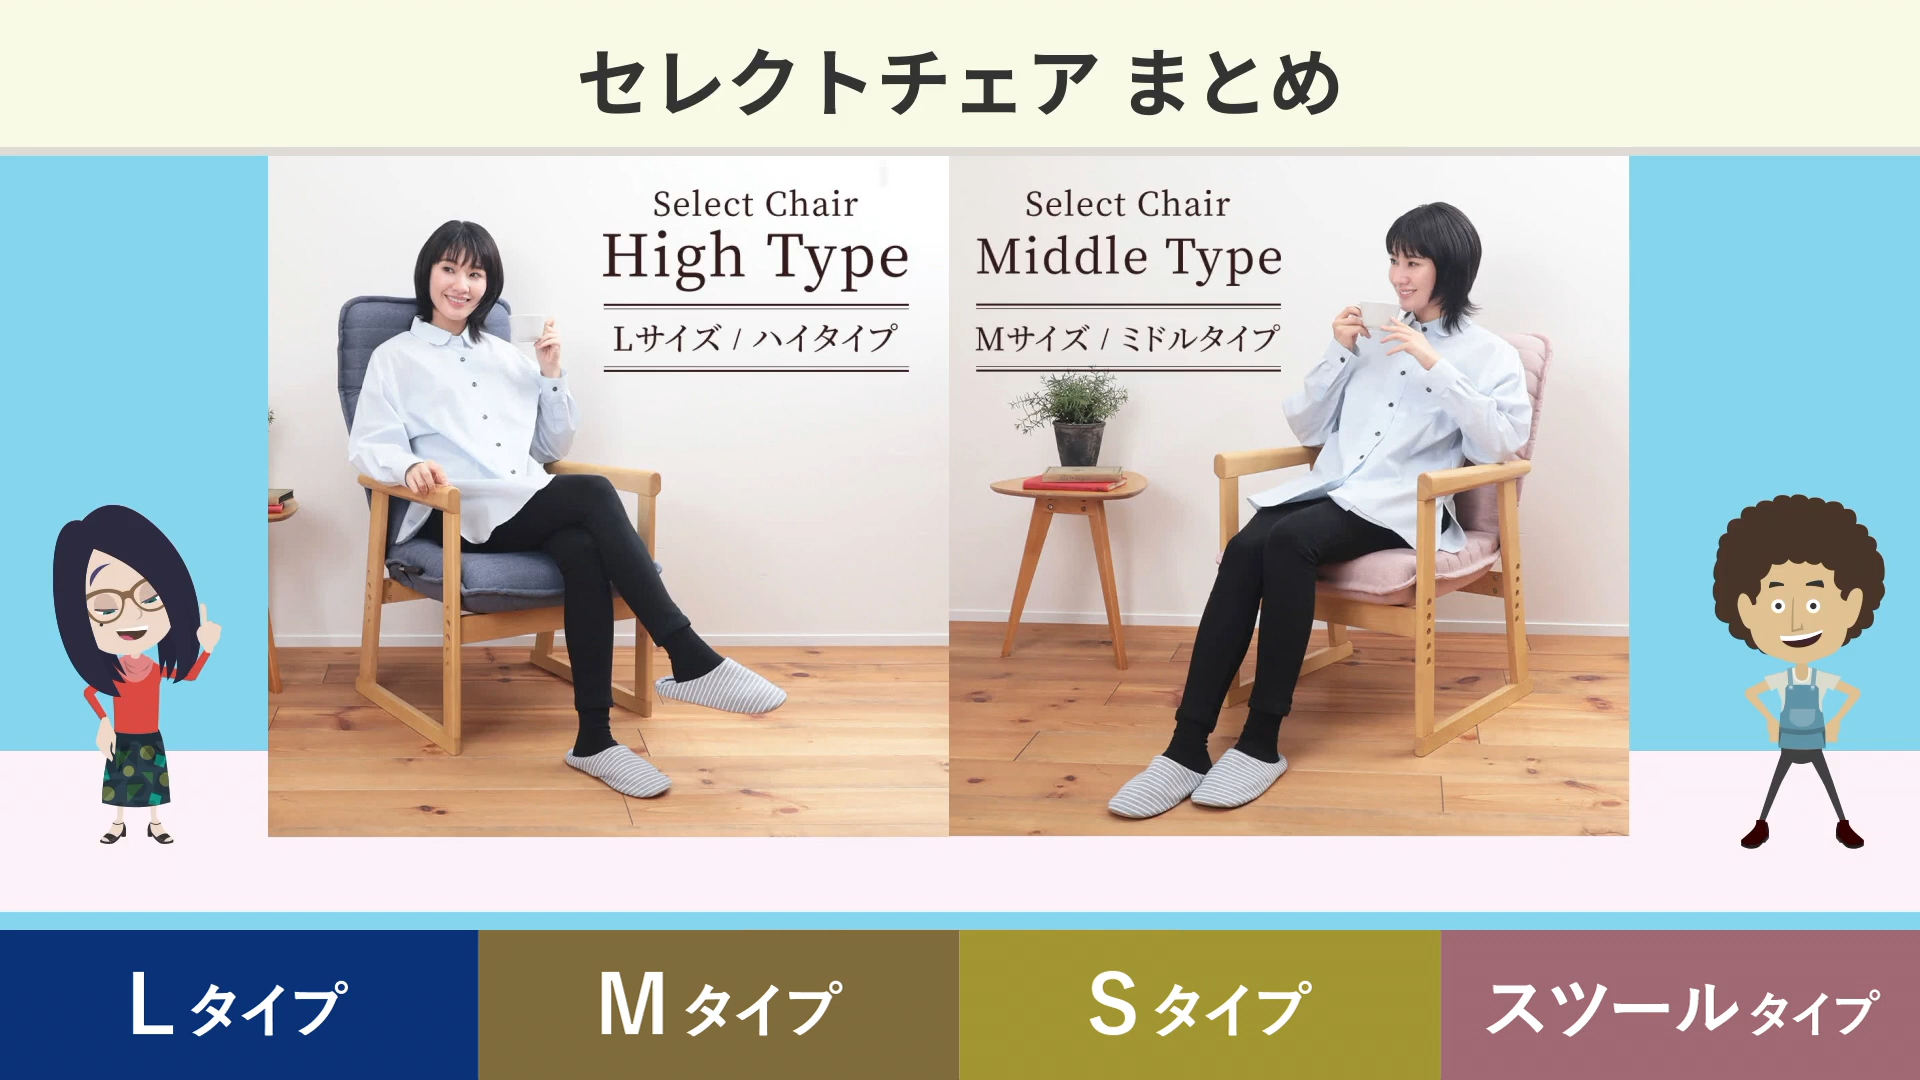 セレクトチェア まとめ
Select Chair
High Type
Lサイズ / ハイタイプ
Select Chair
Middle Type
Mサイズ / ミドルタイプ
L タイプ
M タイプ
S タイプ
スツールタイプ